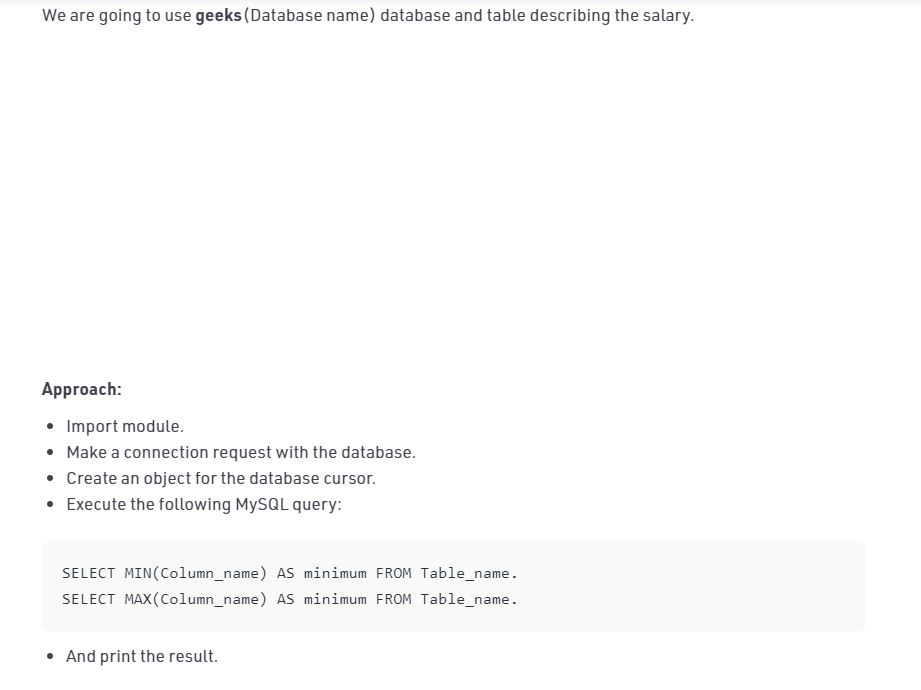 We are going to use geeks(Database name) database and table describing the salary.
Approach:
• Import module.
• Make a connection request with the database.
• Create an object for the database cursor.
• Execute the following MySQL query:
SELECT MIN(Column_name) AS minimum FROM Table_name.
SELECT MAX(Column_name) AS minimum FROM Table_name.
• And print the result.